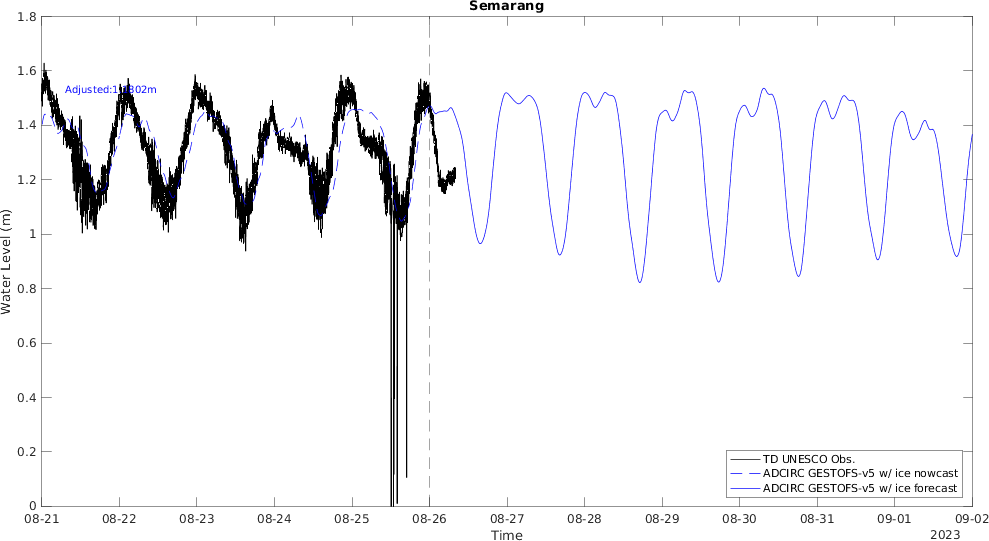 Semarang
1.8
1.6
1.4
1.2
1
0.8
0.6
0.4
0.2
0
Water Level (m)
08-21 08-22 08-23 08-24 08-25 08-26 08-27 08-28 08-29 08-30 08-31 09-01 09-02
Time
2023
TD UNESCO Obs.
ADCIRC GESTOFS-v5 w/ ice nowcast
ADCIRC GESTOFS-v5 w/ ice forecast